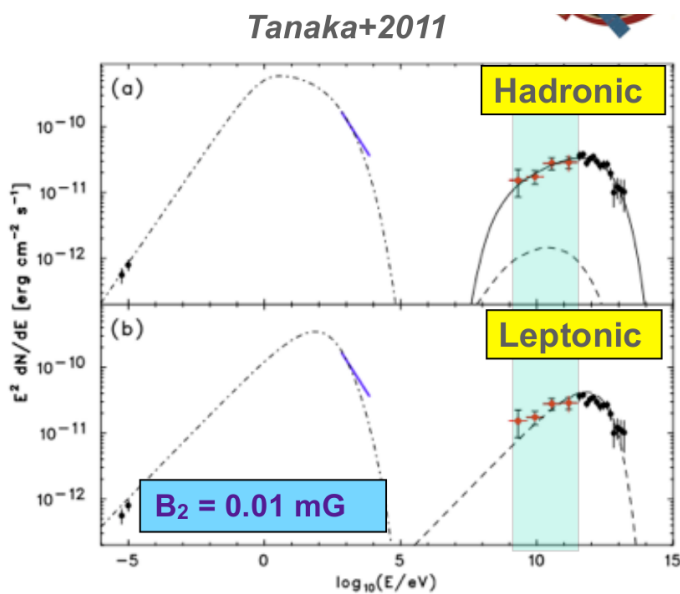 Tanaka+2011
(a)
Hadronic
10⁻¹⁰
10⁻¹¹
10⁻¹²
E² dN/dE [erg cm⁻² s⁻¹]
(b)
Leptonic
10⁻¹⁰
10⁻¹¹
10⁻¹²
B₂ = 0.01 mG
−5 0 5 10 15
log₁₀(E/eV)